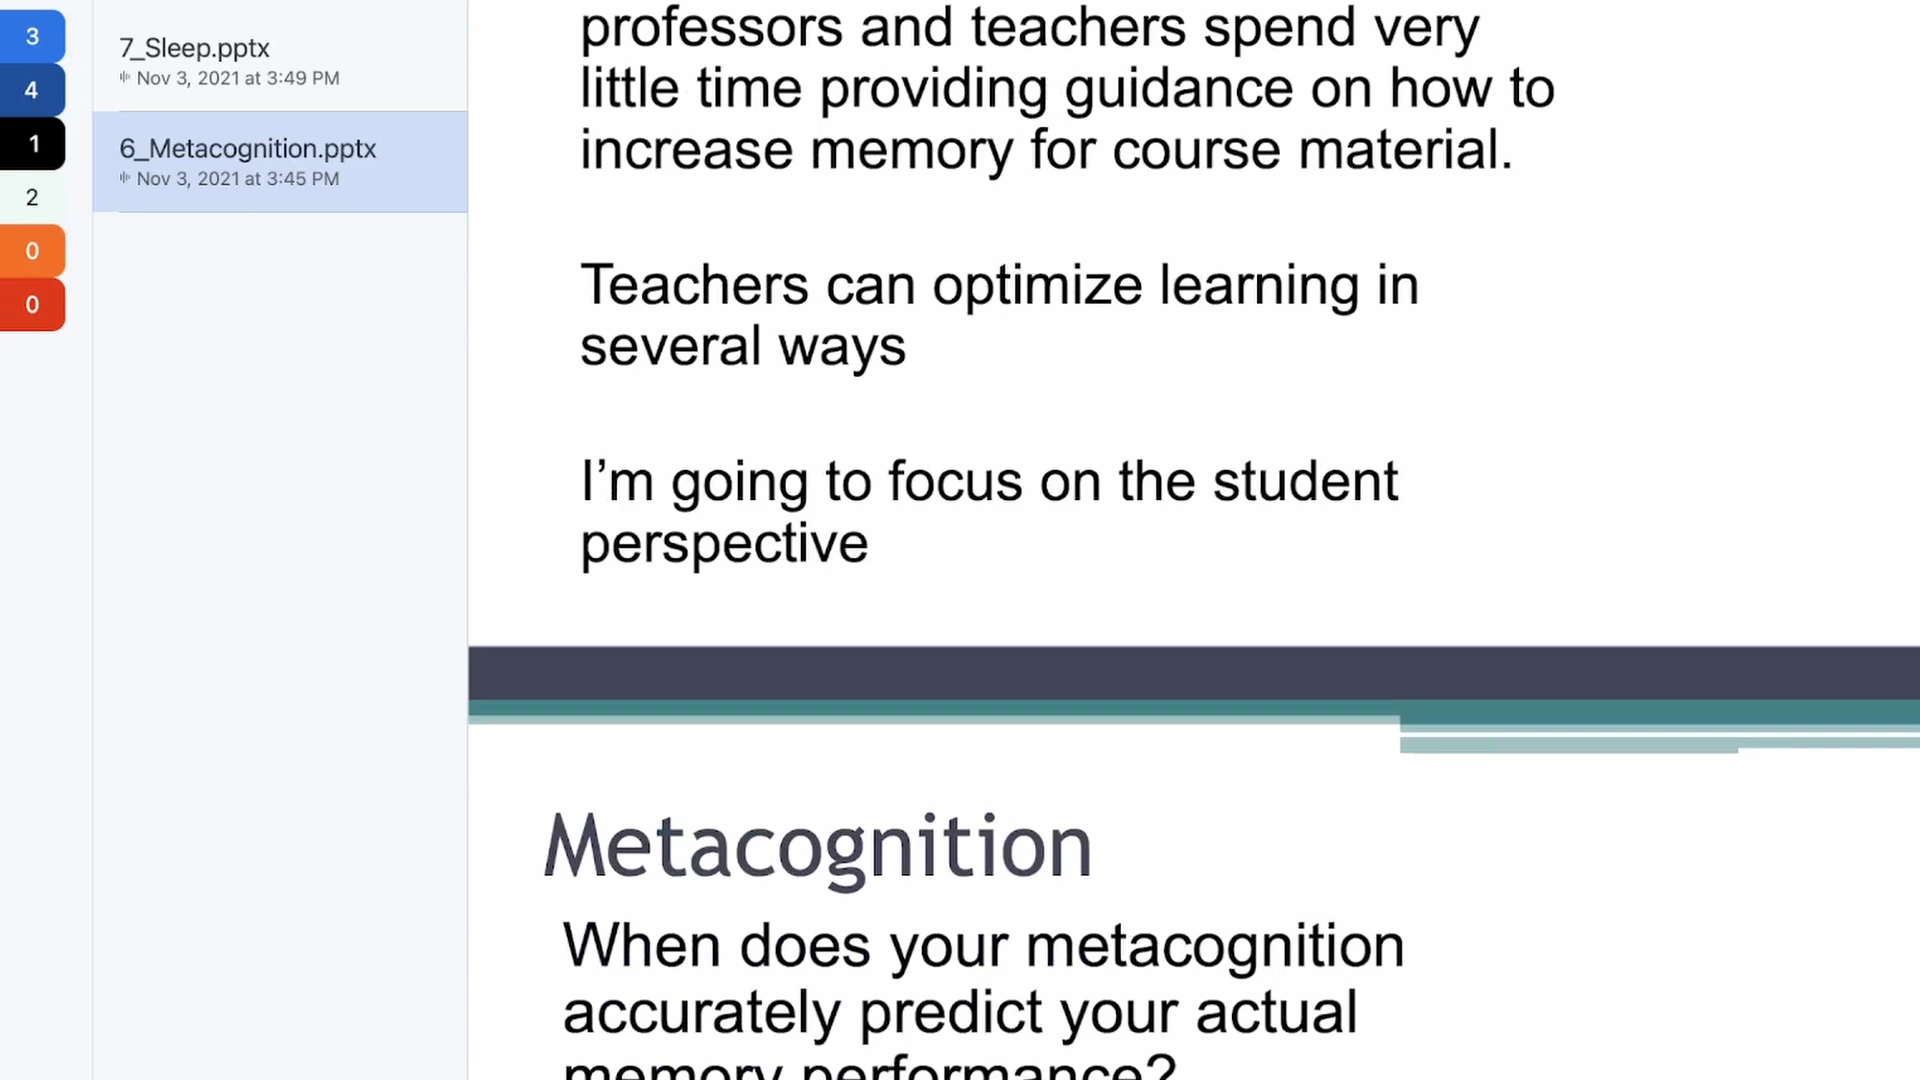 3
4
1
2
0
0
7_Sleep.pptx
Nov 3, 2021 at 3:49 PM
6_Metacognition.pptx
Nov 3, 2021 at 3:45 PM
professors and teachers spend very
little time providing guidance on how to
increase memory for course material.
Teachers can optimize learning in
several ways
I’m going to focus on the student
perspective
Metacognition
When does your metacognition
accurately predict your actual
memory performance?